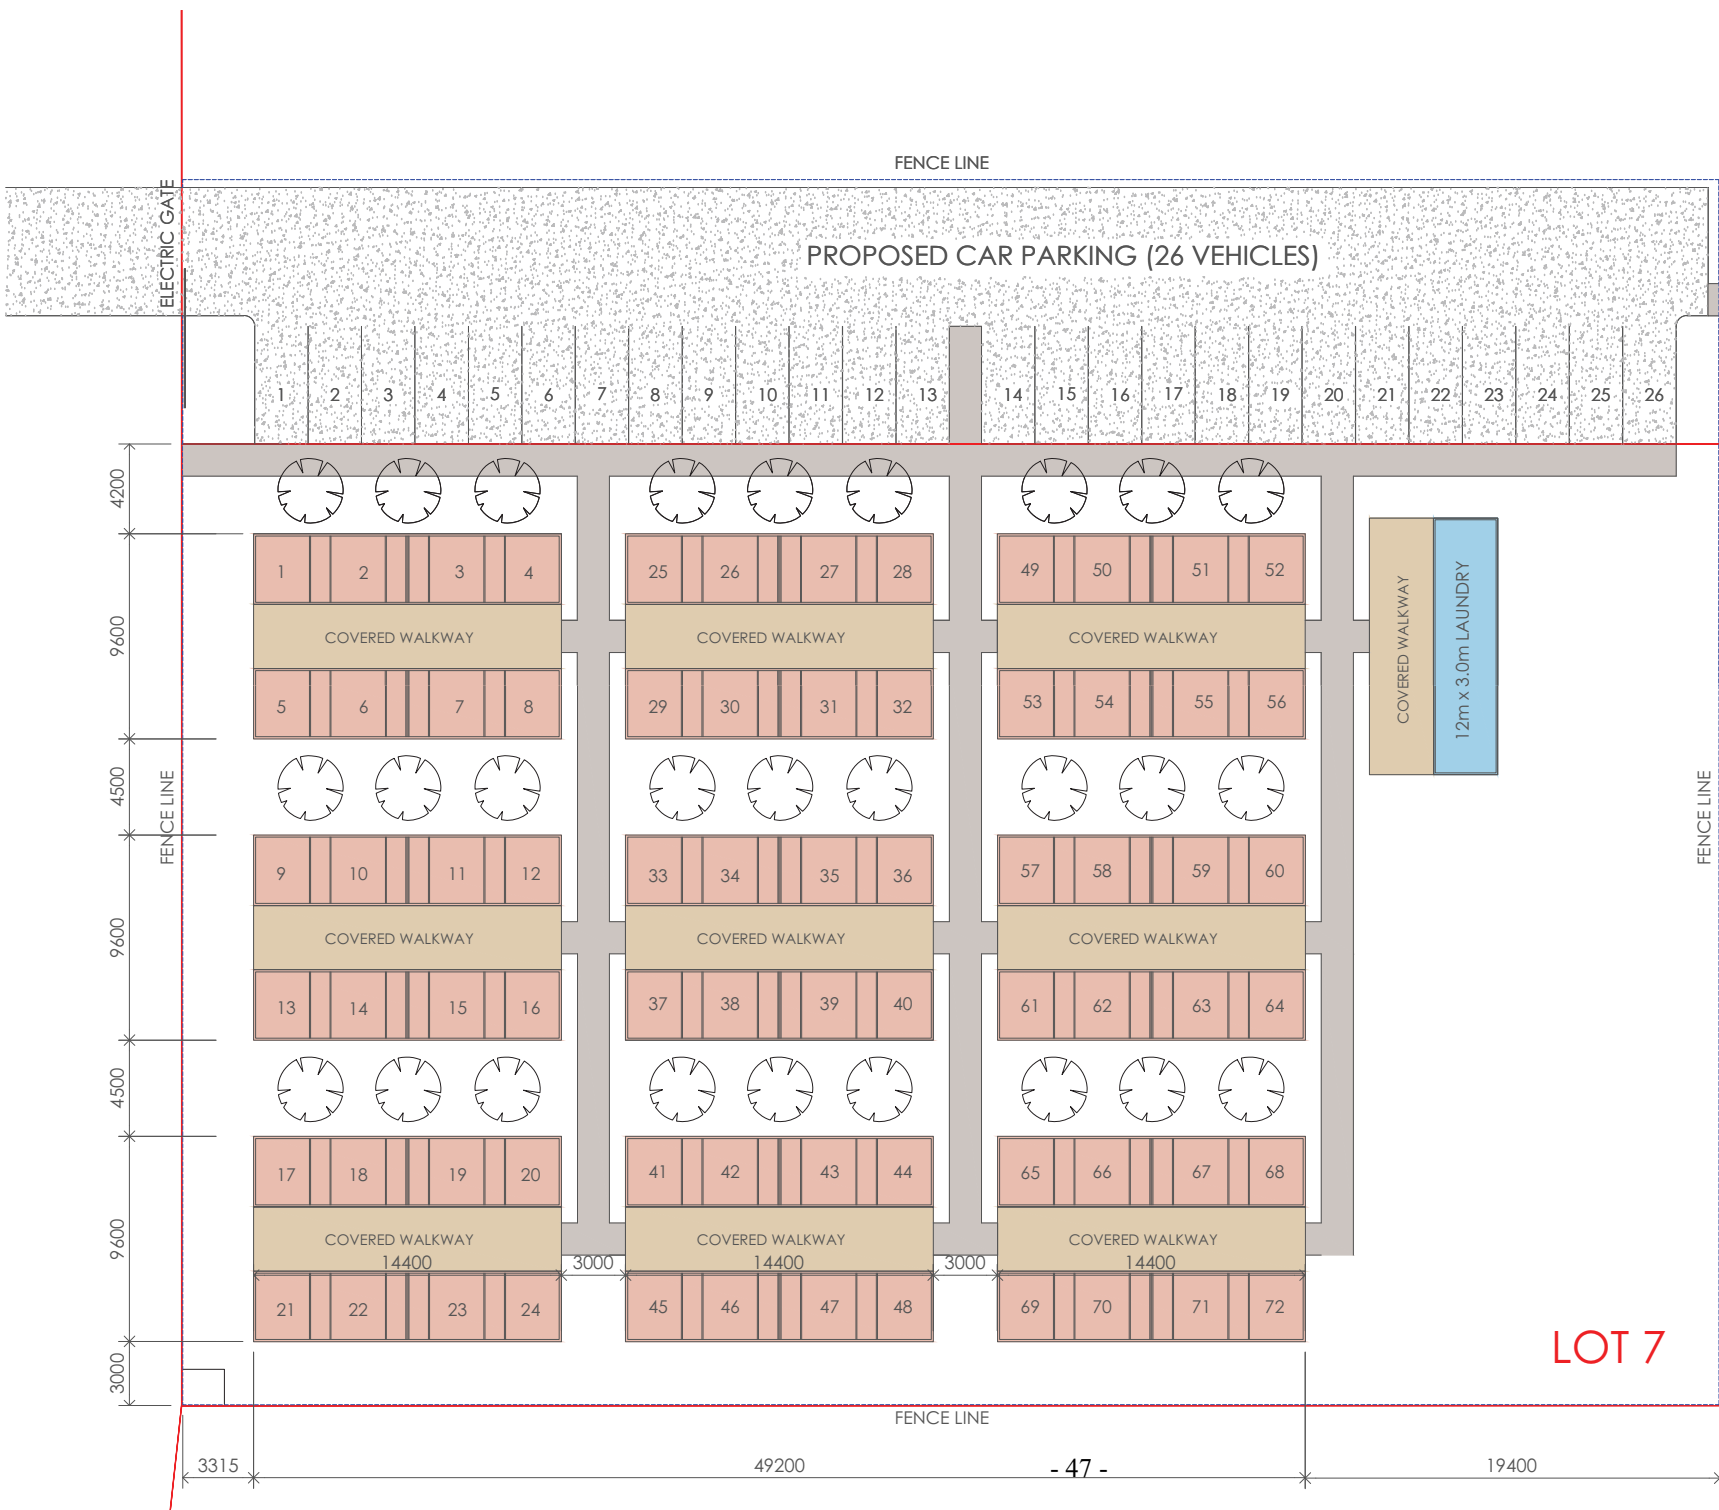 FENCE LINE
ELECTRIC GATE
PROPOSED CAR PARKING (26 VEHICLES)
1 2 3 4 5 6 7 8 9 10 11 12 13 14 15 16 17 18 19 20 21 22 23 24 25 26
4200
1 2 3 4 25 26 27 28 49 50 51 52
9600
COVERED WALKWAY COVERED WALKWAY COVERED WALKWAY
COVERED WALKWAY
12m x 3.0m LAUNDRY
5 6 7 8 29 30 31 32 53 54 55 56
4500
FENCE LINE
FENCE LINE
9 10 11 12 33 34 35 36 57 58 59 60
9600
COVERED WALKWAY COVERED WALKWAY COVERED WALKWAY
13 14 15 16 37 38 39 40 61 62 63 64
4500
17 18 19 20 41 42 43 44 65 66 67 68
9600
COVERED WALKWAY COVERED WALKWAY COVERED WALKWAY
14400 3000 14400 3000 14400
21 22 23 24 45 46 47 48 69 70 71 72
LOT 7
3000
FENCE LINE
3315 49200 - 47 - 19400